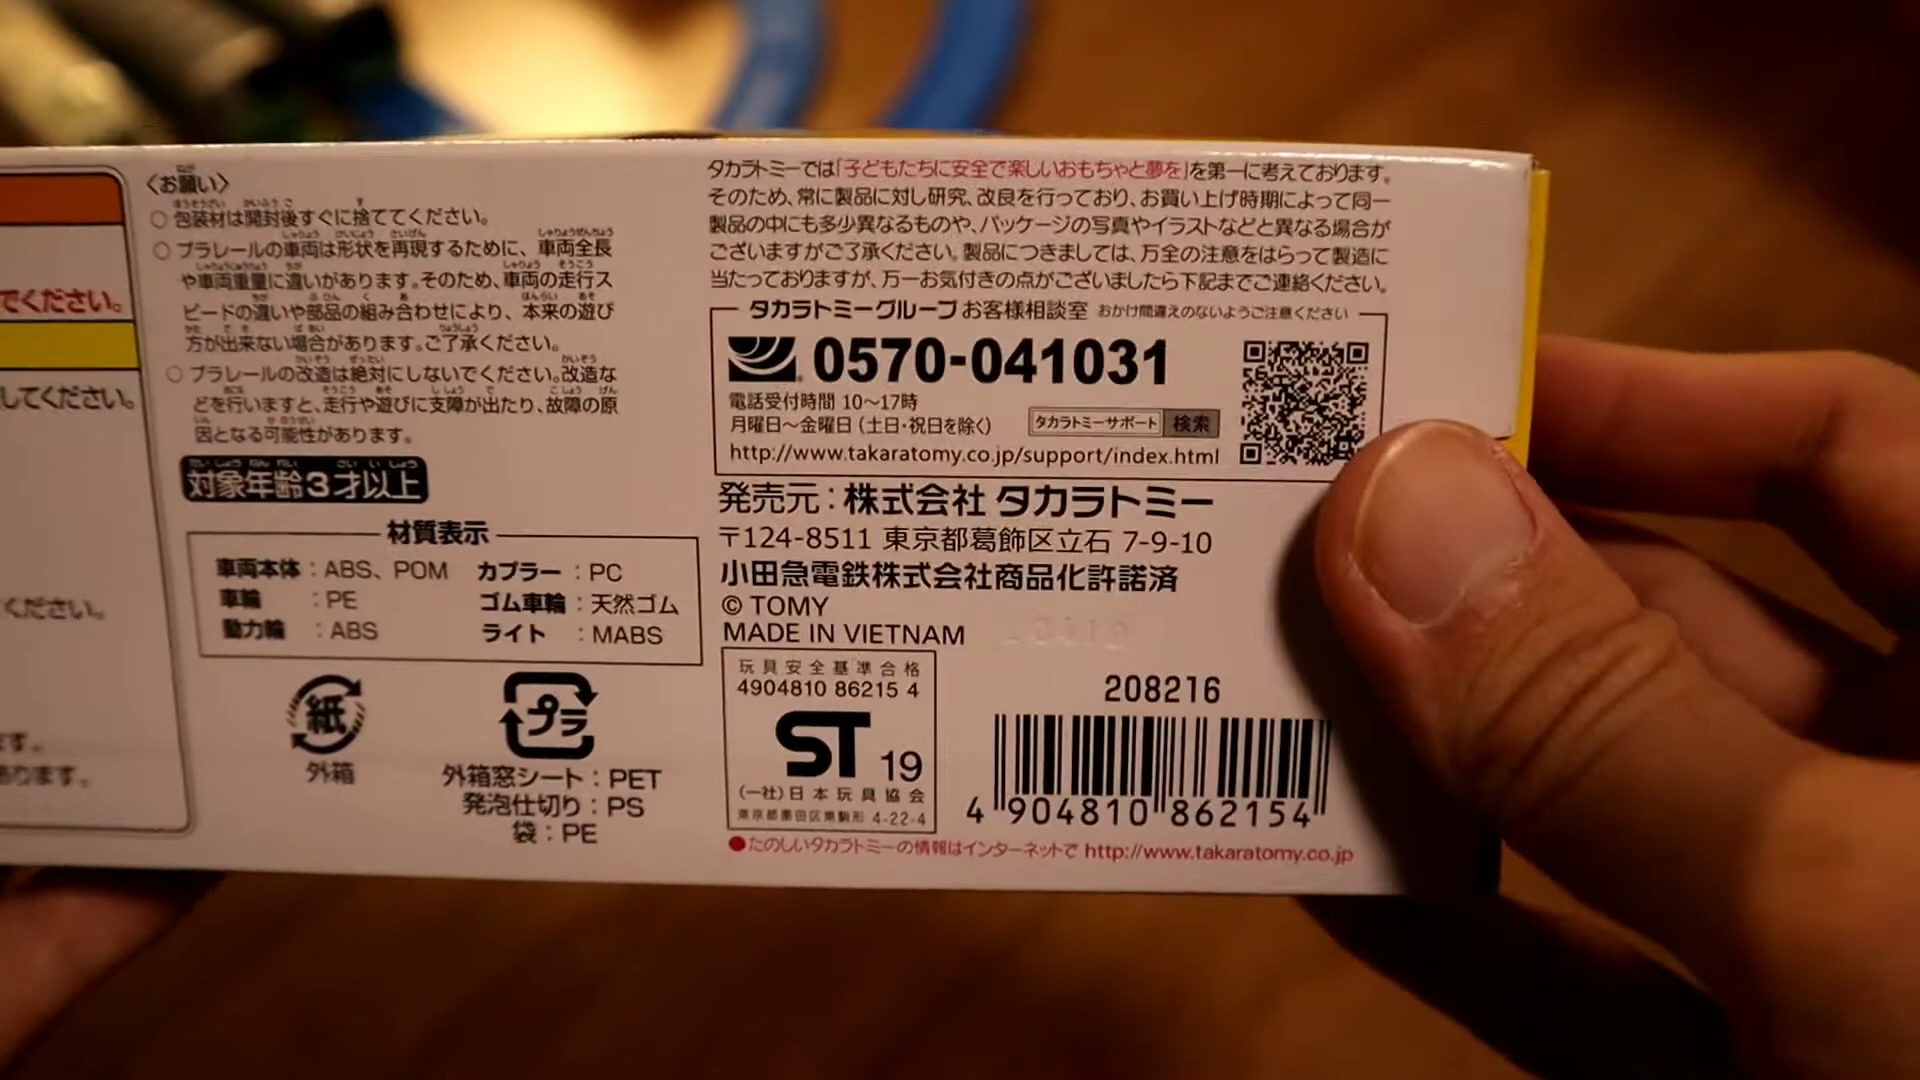 でください。
してください。
ください。
ます。
あります。
〈お願い〉
○ 包装材は開封後すぐに捨ててください。
○ プラレールの車両は形状を再現するために、車両全長
や車両重量に違いがあります。そのため、車両の走行ス
ピードの違いや部品の組み合わせにより、本来の遊び
方が出来ない場合があります。ご了承ください。
○ プラレールの改造は絶対にしないでください。改造な
どを行いますと、走行や遊びに支障が出たり、故障の原
因となる可能性があります。
対象年齢3才以上
材質表示
車両本体：ABS、POM カプラー：PC
車輪：PE ゴム車輪：天然ゴム
動力輪：ABS ライト：MABS
紙
外箱
プラ
外箱窓シート：PET
発泡仕切り：PS
袋：PE
タカラトミーでは「子どもたちに安全で楽しいおもちゃと夢を」を第一に考えております。
そのため、常に製品に対し研究、改良を行っており、お買い上げ時期によって同一
製品の中にも多少異なるものや、パッケージの写真やイラストなどと異なる場合が
ございますがご了承ください。製品につきましては、万全の注意をはらって製造に
当たっておりますが、万一お気付きの点がございましたら下記までご連絡ください。
タカラトミーグループ お客様相談室 おかけ間違えのないようご注意ください
0570-041031
電話受付時間 10～17時
月曜日～金曜日（土日・祝日を除く） タカラトミーサポート 検索
http://www.takaratomy.co.jp/support/index.html
発売元：株式会社 タカラトミー
〒124-8511 東京都葛飾区立石 7-9-10
小田急電鉄株式会社商品化許諾済
© TOMY
MADE IN VIETNAM
玩具安全基準合格
4904810 86215 4
ST 19
(一社)日本玩具協会
東京都墨田区東駒形 4-22-4
208216
4 904810 862154
●たのしいタカラトミーの情報はインターネットで http://www.takaratomy.co.jp